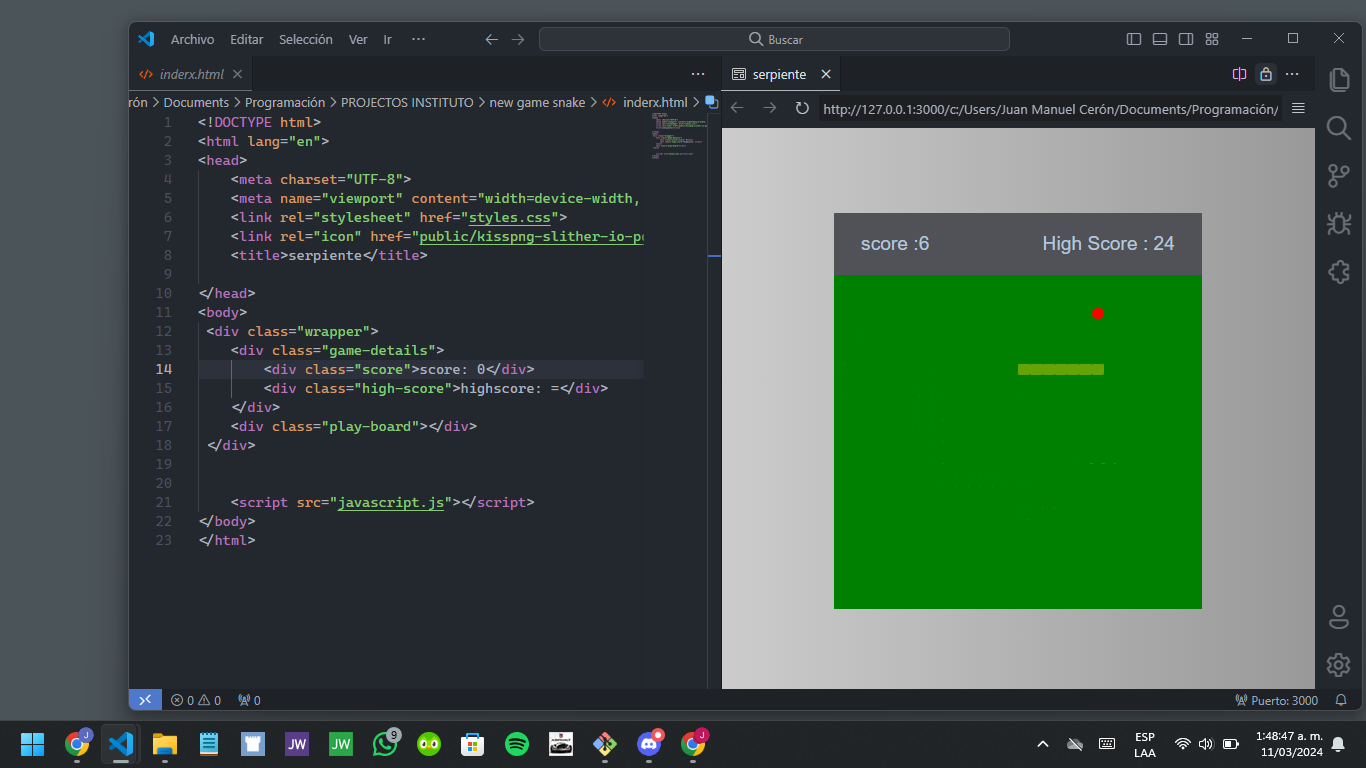 Archivo Editar Selección Ver Ir ··· Buscar
inderx.html
rón > Documents > Programación > PROJECTOS INSTITUTO > new game snake > inderx.html >
1 <!DOCTYPE html>
2 <html lang="en">
3 <head>
4 <meta charset="UTF-8">
5 <meta name="viewport" content="width=device-width,
6 <link rel="stylesheet" href="styles.css">
7 <link rel="icon" href="public/kisspng-slither-io-p
8 <title>serpiente</title>
9
10 </head>
11 <body>
12 <div class="wrapper">
13 <div class="game-details">
14 <div class="score">score: 0</div>
15 <div class="high-score">highscore: =</div>
16 </div>
17 <div class="play-board"></div>
18 </div>
19
20
21 <script src="javascript.js"></script>
22 </body>
23 </html>
serpiente
http://127.0.0.1:3000/c:/Users/Juan Manuel Cerón/Documents/Programación/
score :6 High Score : 24
0 0 0 Puerto: 3000
J JW JW 9 J
ESP
LAA
1:48:47 a. m.
11/03/2024